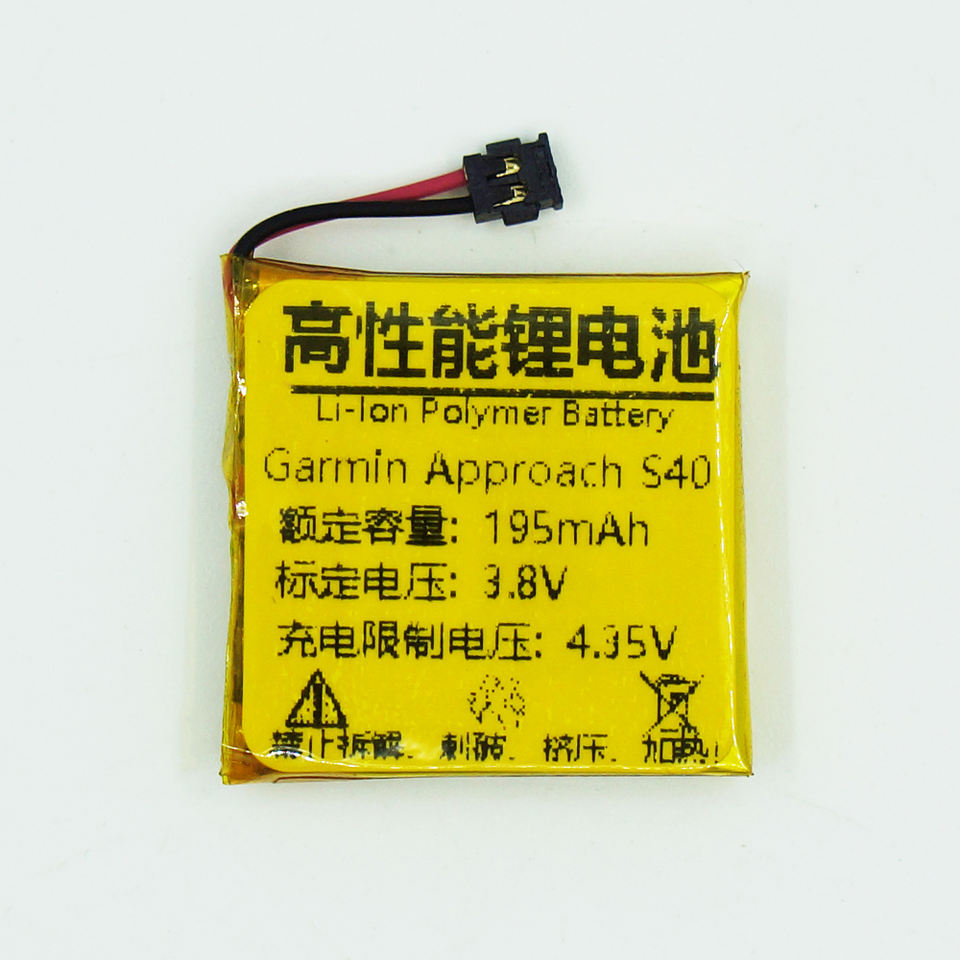 高性能锂电池
Li-Ion Polymer Battery
Garmin Approach S40
额定容量: 195mAh
标定电压: 3.8V
充电限制电压: 4.35V
禁止拆解、刺破、挤压、加热!